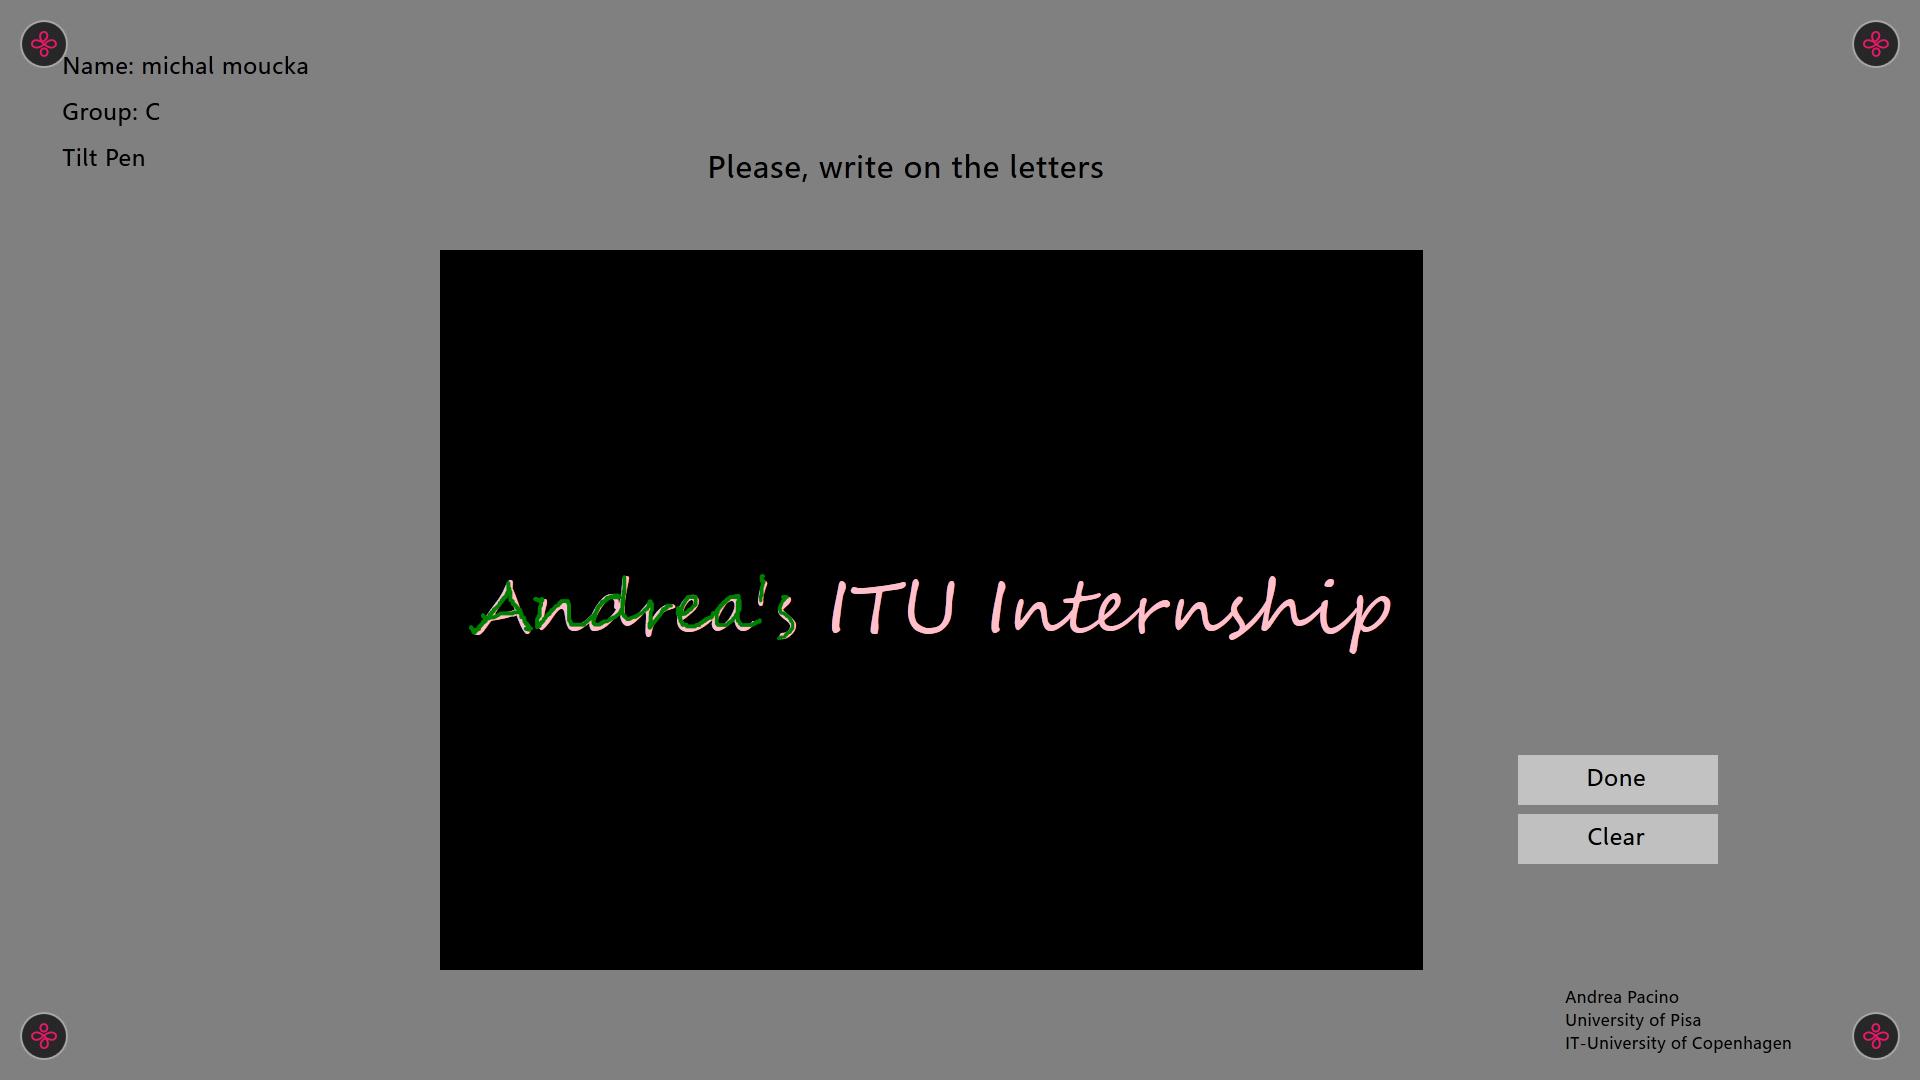 Name: michal moucka
Group: C
Tilt Pen
Please, write on the letters
Andrea's ITU Internship
Done
Clear
Andrea Pacino
University of Pisa
IT-University of Copenhagen